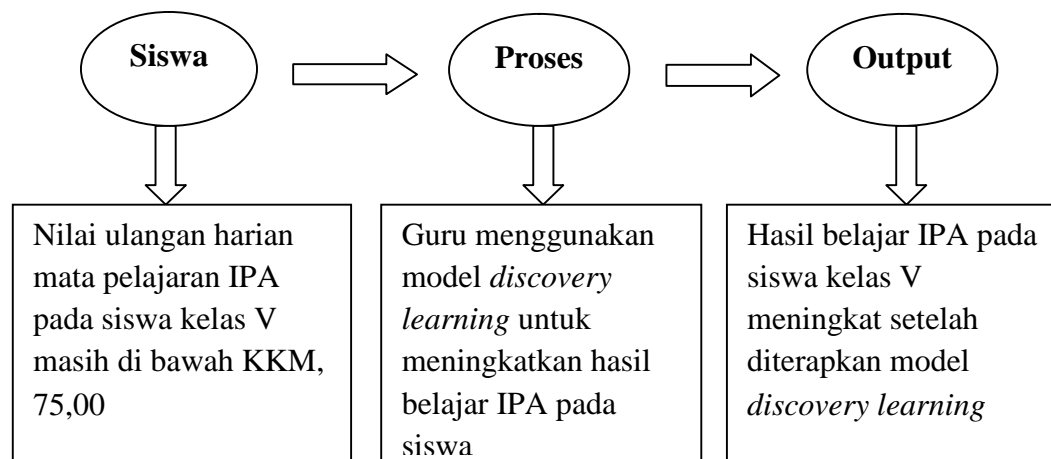 Siswa
Proses
Output
Nilai ulangan harian
mata pelajaran IPA
pada siswa kelas V
masih di bawah KKM,
75,00
Guru menggunakan
model discovery
learning untuk
meningkatkan hasil
belajar IPA pada
siswa
Hasil belajar IPA pada
siswa kelas V
meningkat setelah
diterapkan model
discovery learning